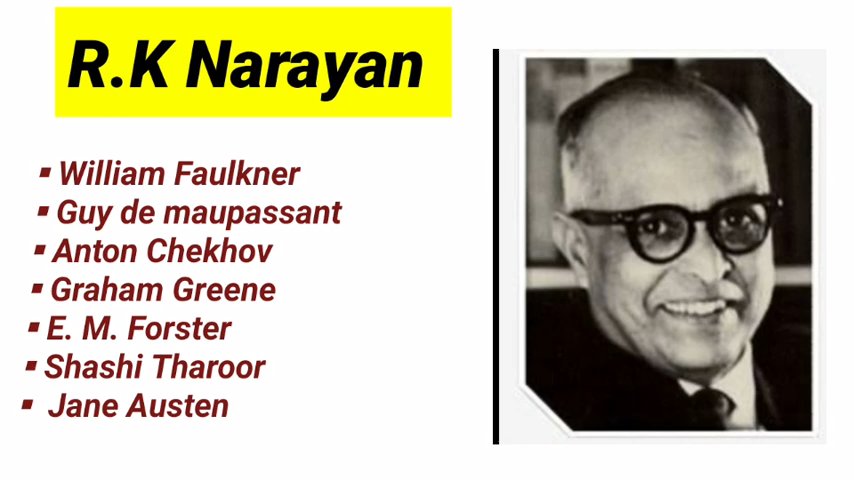 R.K Narayan
▪ William Faulkner
▪ Guy de maupassant
▪ Anton Chekhov
▪ Graham Greene
▪ E. M. Forster
▪ Shashi Tharoor
▪ Jane Austen